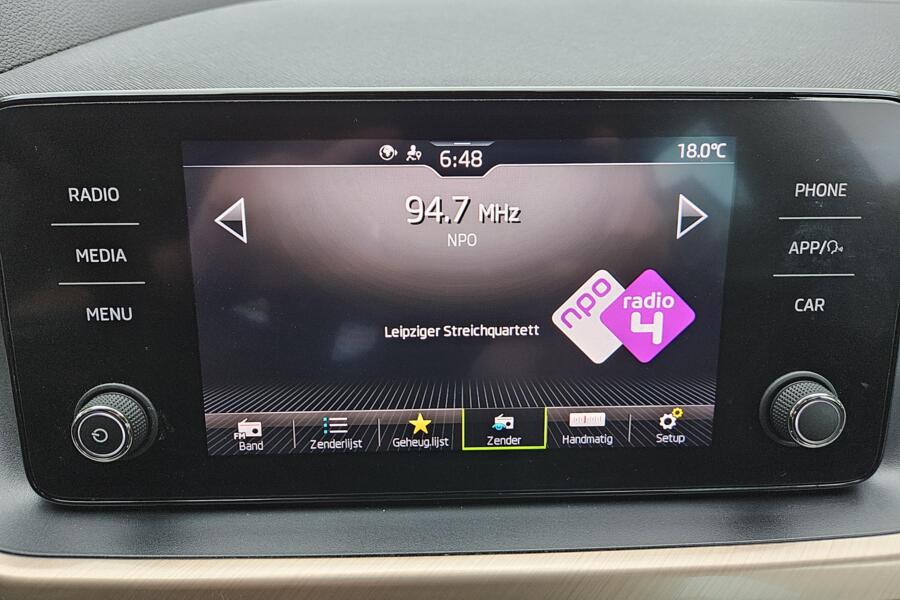 6:48
18.0°C
RADIO
MEDIA
MENU
94.7 MHz
NPO
npo
radio
4
Leipziger Streichquartett
FM
Band
Zenderlijst
Geheug.lijst
Zender
Handmatig
Setup
PHONE
APP/
CAR